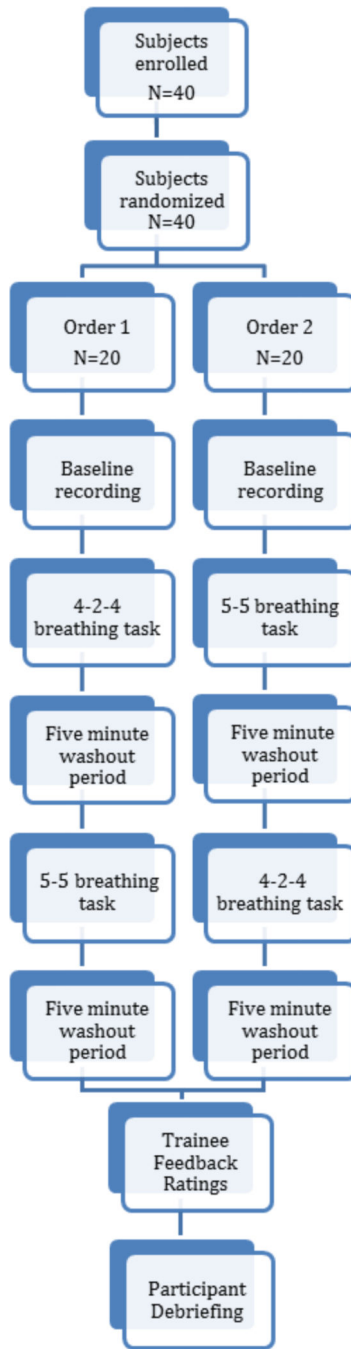 Subjects
enrolled
N=40
Subjects
randomized
N=40
Order 1
N=20
Order 2
N=20
Baseline
recording
Baseline
recording
4-2-4
breathing task
5-5 breathing
task
Five minute
washout
period
Five minute
washout
period
5-5 breathing
task
4-2-4
breathing task
Five minute
washout
period
Five minute
washout
period
Trainee
Feedback
Ratings
Participant
Debriefing